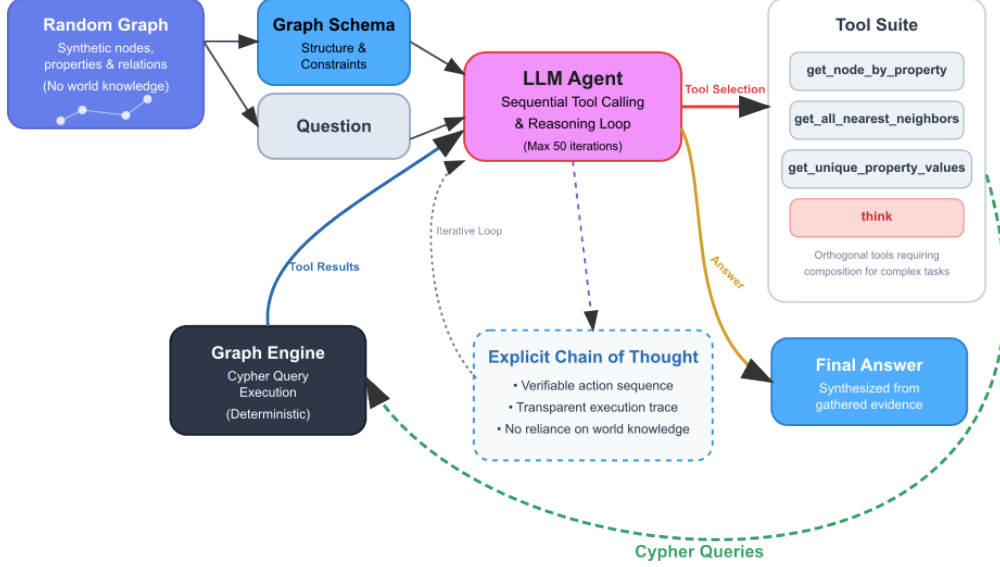 Random Graph
Synthetic nodes,
properties & relations
(No world knowledge)
Graph Schema
Structure &
Constraints
Question
LLM Agent
Sequential Tool Calling
& Reasoning Loop
(Max 50 iterations)
Tool Selection
Tool Suite
get_node_by_property
get_all_nearest_neighbors
get_unique_property_values
think
Orthogonal tools requiring
composition for complex tasks
Iterative Loop
Tool Results
Answer
Graph Engine
Cypher Query
Execution
(Deterministic)
Explicit Chain of Thought
• Verifiable action sequence
• Transparent execution trace
• No reliance on world knowledge
Final Answer
Synthesized from
gathered evidence
Cypher Queries